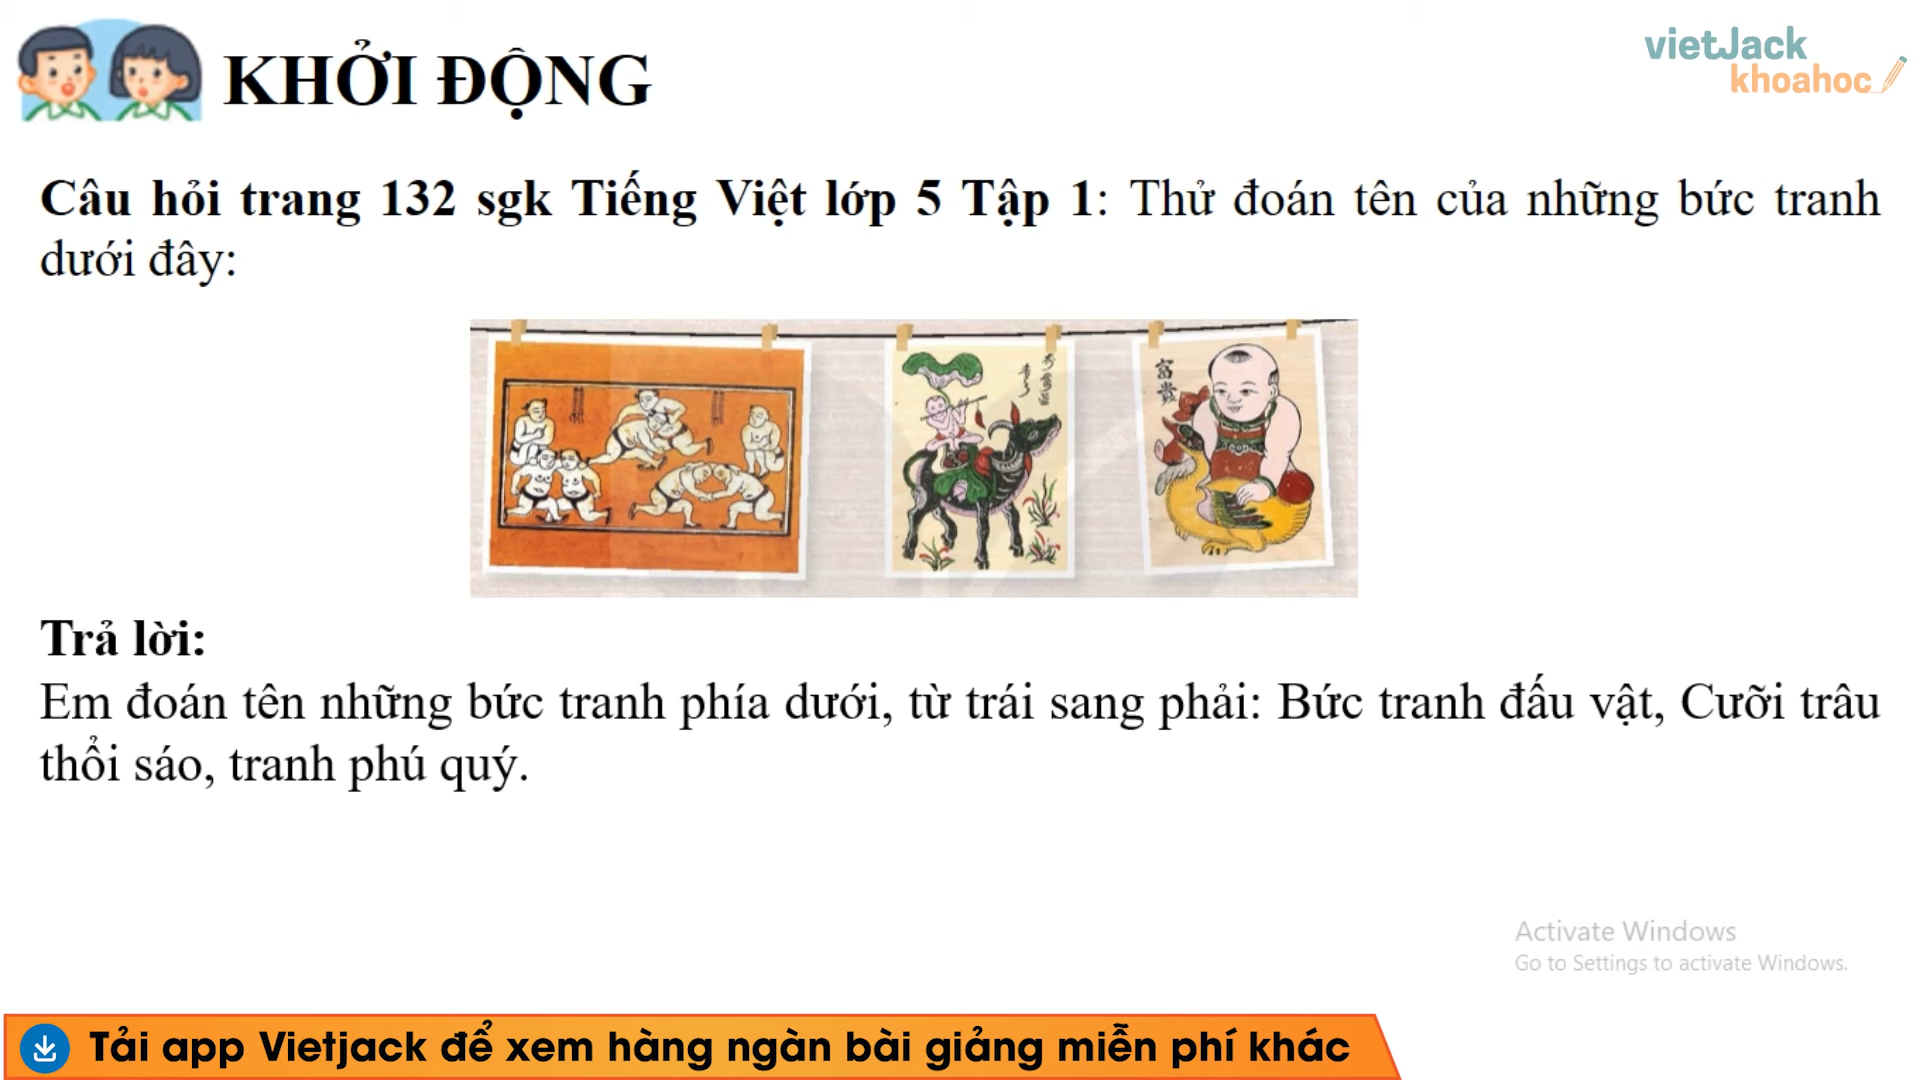 vietJack
khoahoc
KHỞI ĐỘNG
Câu hỏi trang 132 sgk Tiếng Việt lớp 5 Tập 1: Thử đoán tên của những bức tranh
dưới đây:
富
貴
Trả lời:
Em đoán tên những bức tranh phía dưới, từ trái sang phải: Bức tranh đấu vật, Cưỡi trâu
thổi sáo, tranh phú quý.
Activate Windows
Go to Settings to activate Windows.
Tải app Vietjack để xem hàng ngàn bài giảng miễn phí khác